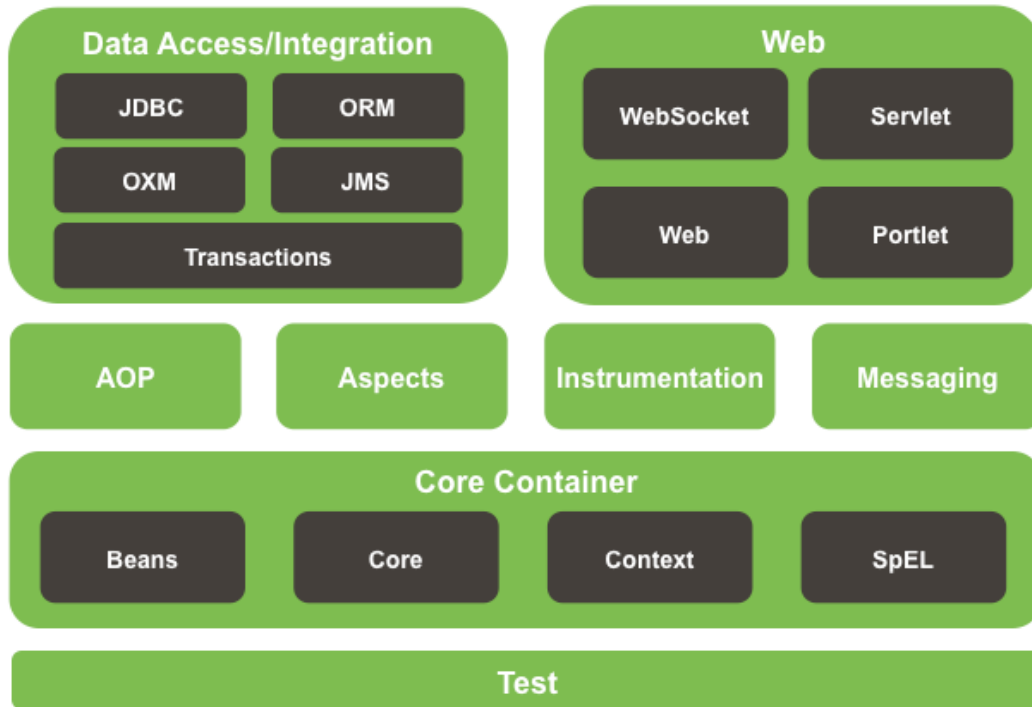 Data Access/Integration
JDBC
ORM
OXM
JMS
Transactions
Web
WebSocket
Servlet
Web
Portlet
AOP
Aspects
Instrumentation
Messaging
Core Container
Beans
Core
Context
SpEL
Test